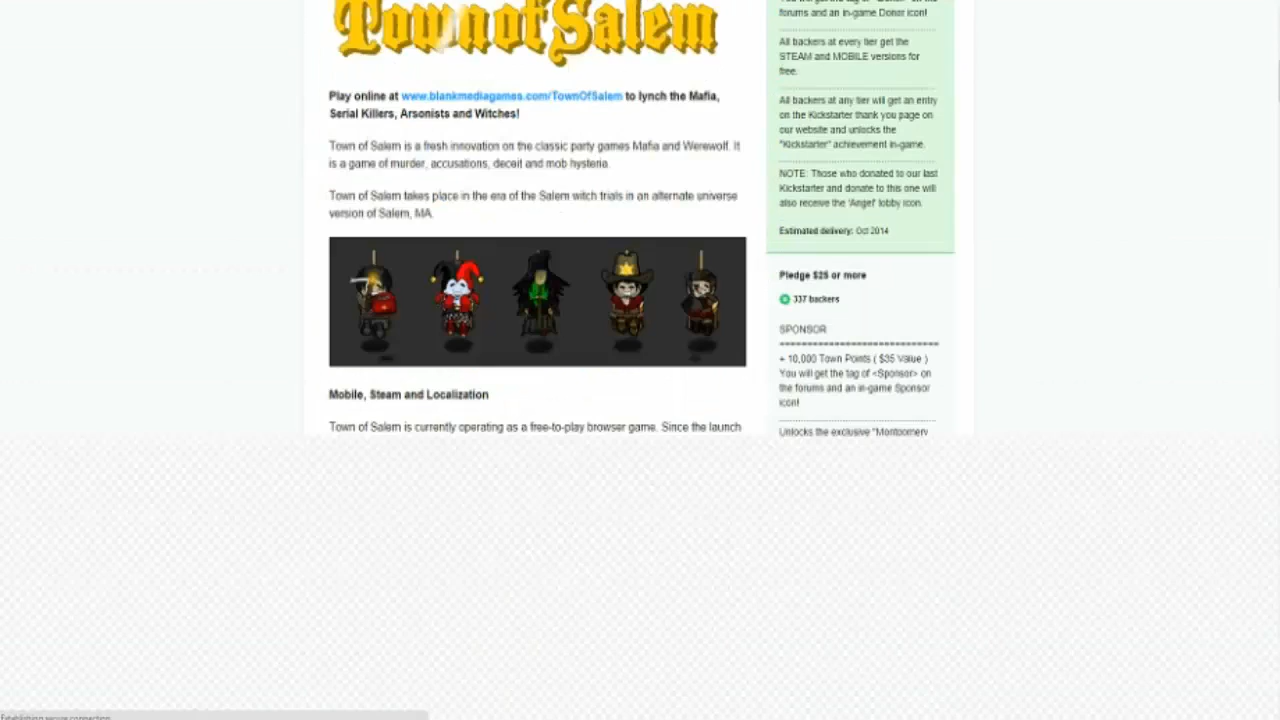 Town of Salem
Play online at www.blankmediagames.com/TownOfSalem to lynch the Mafia,
Serial Killers, Arsonists and Witches!
Town of Salem is a fresh innovation on the classic party games Mafia and Werewolf. It
is a game of murder, accusations, deceit and mob hysteria.
Town of Salem takes place in the era of the Salem witch trials in an alternate universe
version of Salem, MA.
Mobile, Steam and Localization
Town of Salem is currently operating as a free-to-play browser game. Since the launch
forums and an in-game Donor icon!
All backers at every tier get the
STEAM and MOBILE versions for
free.
All backers at any tier will get an entry
on the Kickstarter thank you page on
our website and unlocks the
"Kickstarter" achievement in-game.
NOTE: Those who donated to our last
Kickstarter and donate to this one will
also receive the 'Angel' lobby icon.
Estimated delivery: Oct 2014
Pledge $25 or more
337 backers
SPONSOR
=====================================
+ 10,000 Town Points ( $35 Value )
You will get the tag of <Sponsor> on
the forums and an in-game Sponsor
icon!
Unlocks the exclusive "Montgomery
Establishing secure connection...